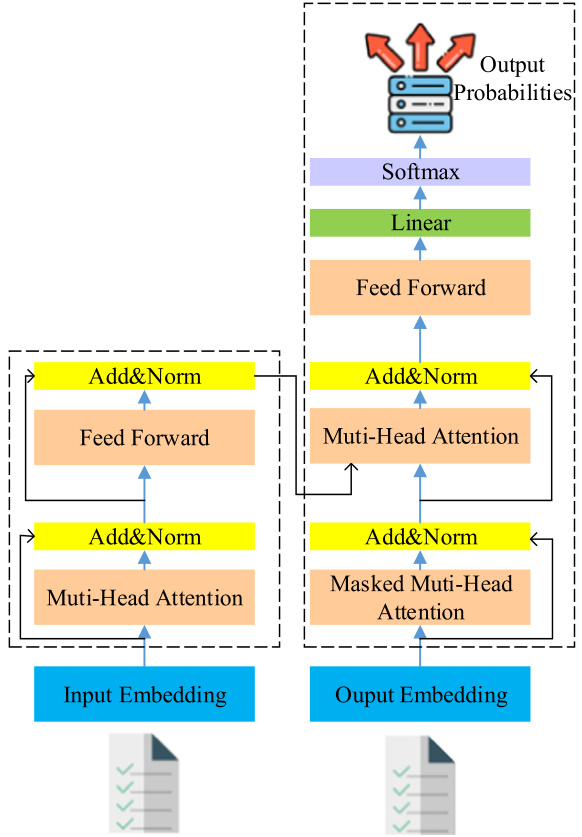 Output
Probabilities
Softmax
Linear
Feed Forward
Add&Norm
Muti-Head Attention
Add&Norm
Masked Muti-Head
Attention
Ouput Embedding
Add&Norm
Feed Forward
Add&Norm
Muti-Head Attention
Input Embedding